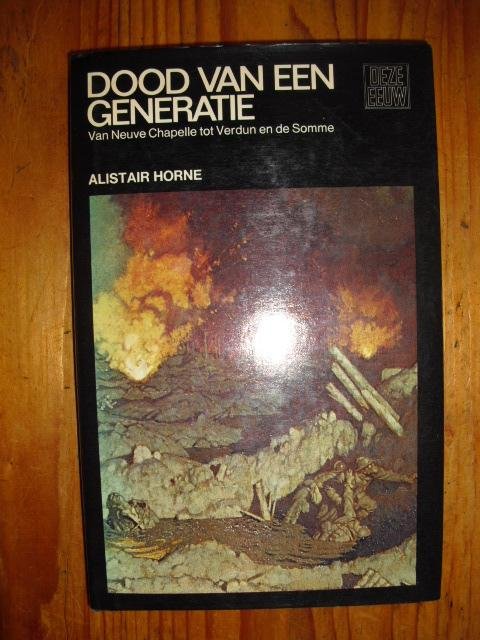 DOOD VAN EEN
GENERATIE
Van Neuve Chapelle tot Verdun en de Somme
ALISTAIR HORNE
DEZE
EEUW